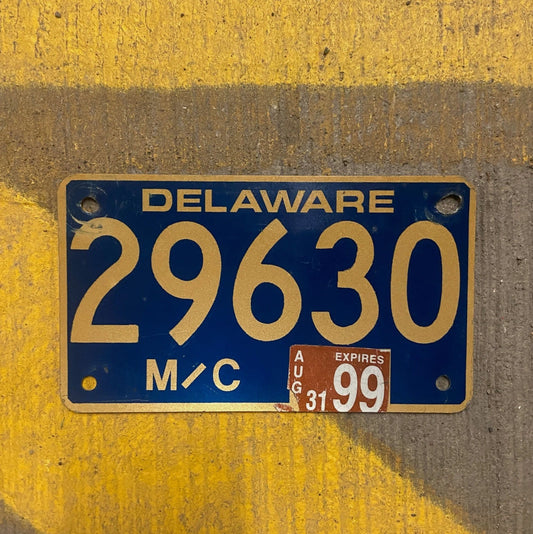 DELAWARE
29630
M/C
AUG
EXPIRES
31 99